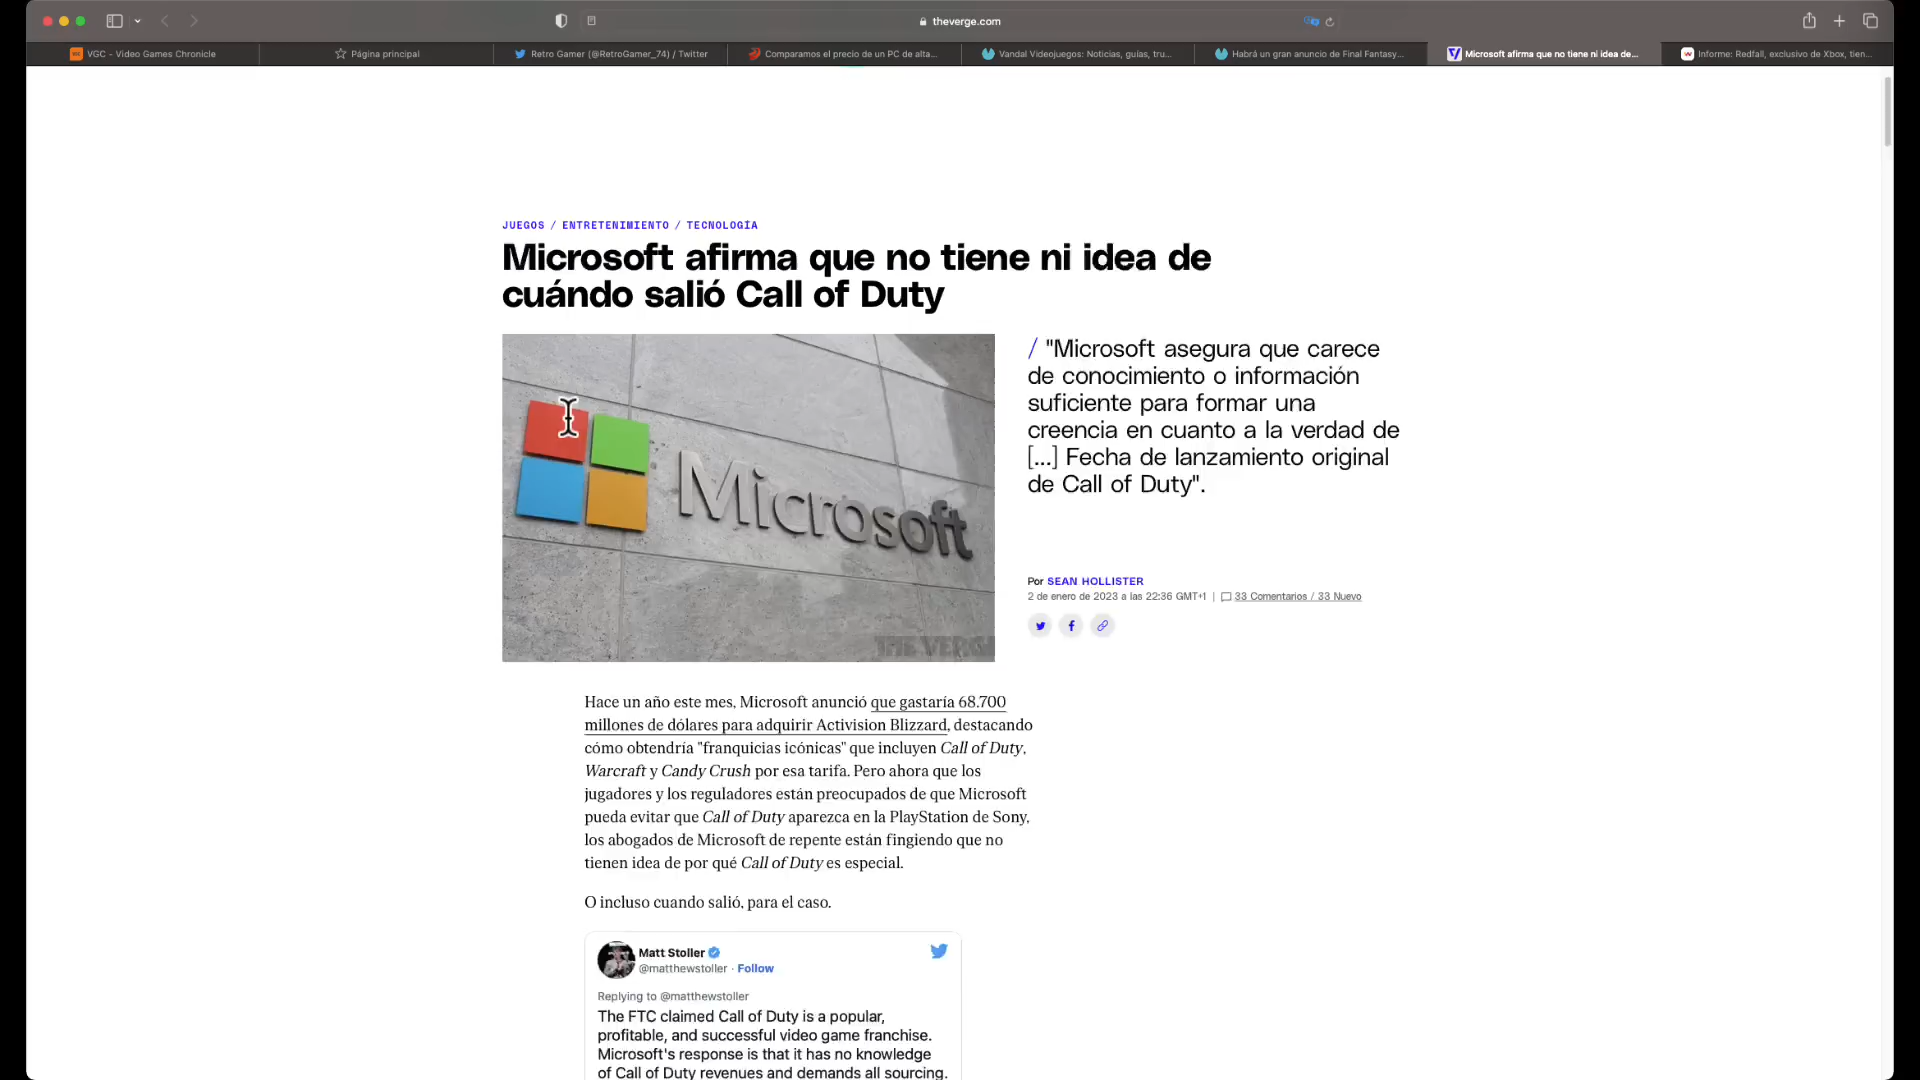 theverge.com
VGC - Video Games Chronicle
Página principal
Retro Gamer (@RetroGamer_74) / Twitter
Comparamos el precio de un PC de alta...
Vandal Videojuegos: Noticias, guías, tru...
Habrá un gran anuncio de Final Fantasy...
Microsoft afirma que no tiene ni idea de...
Informe: Redfall, exclusivo de Xbox, tien...
JUEGOS / ENTRETENIMIENTO / TECNOLOGÍA
Microsoft afirma que no tiene ni idea de
cuándo salió Call of Duty
Microsoft
THE VERGE
/ "Microsoft asegura que carece
de conocimiento o información
suficiente para formar una
creencia en cuanto a la verdad de
[...] Fecha de lanzamiento original
de Call of Duty".
Por SEAN HOLLISTER
2 de enero de 2023 a las 22:36 GMT+1 | 33 Comentarios / 33 Nuevo
Hace un año este mes, Microsoft anunció que gastaría 68.700
millones de dólares para adquirir Activision Blizzard, destacando
cómo obtendría "franquicias icónicas" que incluyen Call of Duty,
Warcraft y Candy Crush por esa tarifa. Pero ahora que los
jugadores y los reguladores están preocupados de que Microsoft
pueda evitar que Call of Duty aparezca en la PlayStation de Sony,
los abogados de Microsoft de repente están fingiendo que no
tienen idea de por qué Call of Duty es especial.
O incluso cuando salió, para el caso.
Matt Stoller
@matthewstoller · Follow
Replying to @matthewstoller
The FTC claimed Call of Duty is a popular,
profitable, and successful video game franchise.
Microsoft's response is that it has no knowledge
of Call of Duty revenues and demands all sourcing.